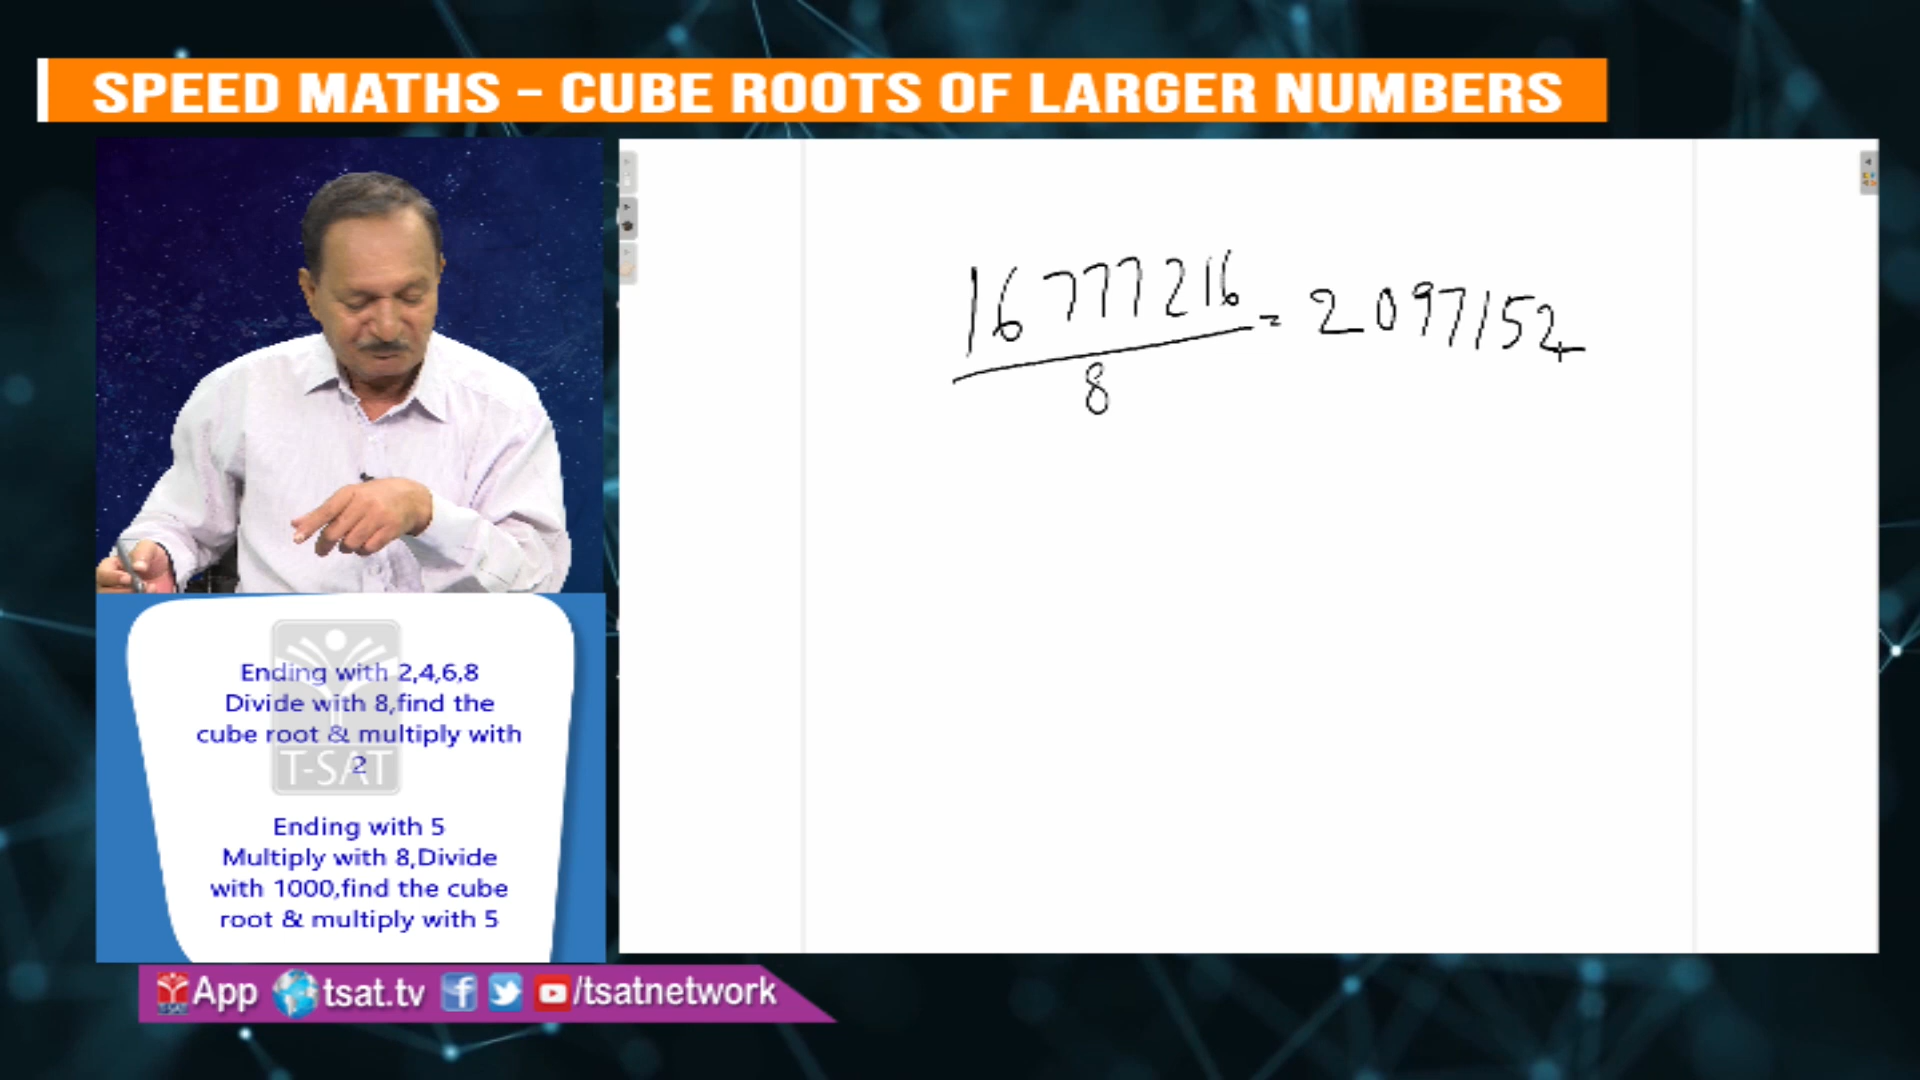 SPEED MATHS - CUBE ROOTS OF LARGER NUMBERS
16777216
= 2097152
8
Ending with 2,4,6,8
Divide with 8,find the
cube root & multiply with
2
T-SAT
Ending with 5
Multiply with 8,Divide
with 1000,find the cube
root & multiply with 5
App tsat.tv /tsatnetwork